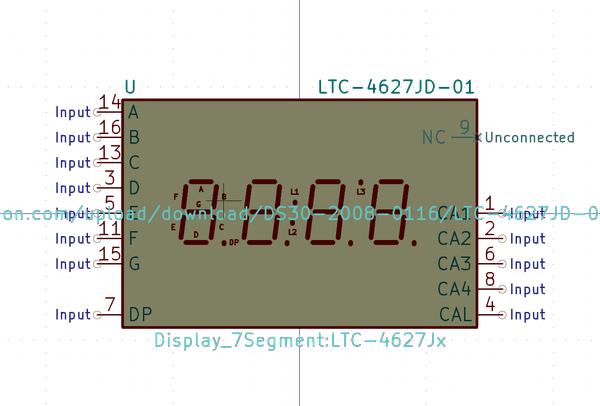 U LTC-4627JD-01
Input 14 A
Input 16 B NC 9 Unconnected
Input 13 C
Input 3 D
on.com/upload/download/DS30-2008-0116/LTC-4627JD-0
Input 5 E CA1 1 Input
Input 11 F CA2 2 Input
Input 15 G CA3 6 Input
CA4 8 Input
Input 7 DP CAL 4 Input
A
F B
G
E C
D
DP
L1
L2
L3
Display_7Segment:LTC-4627Jx